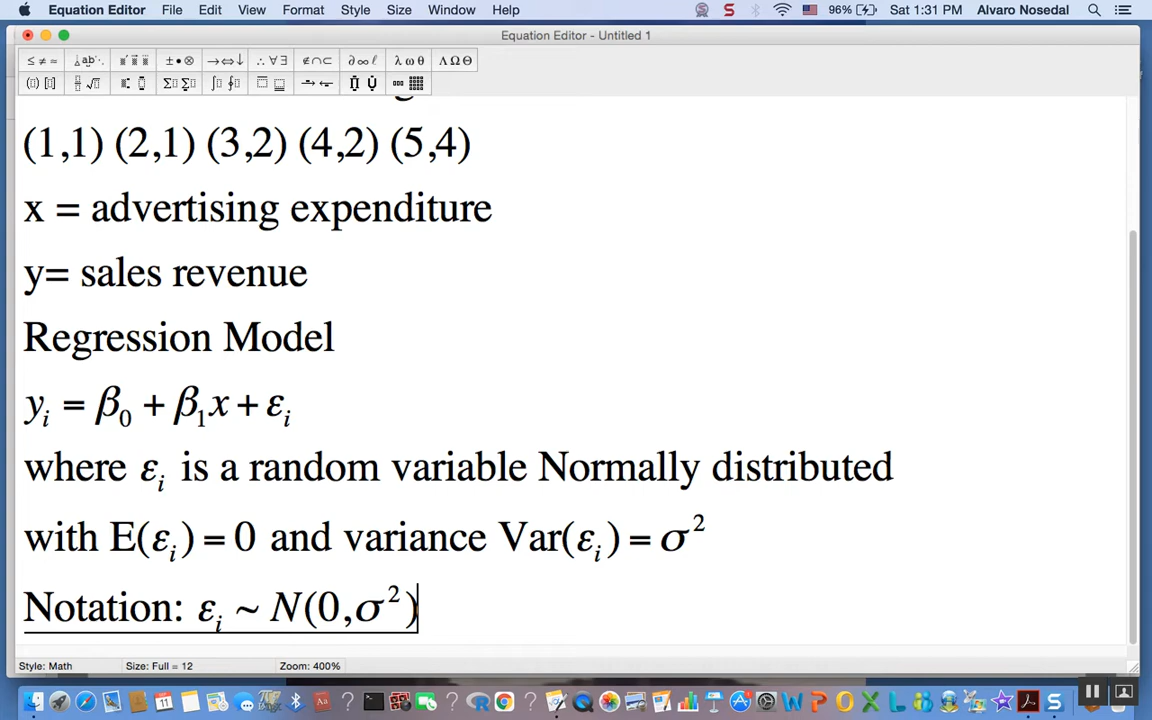 Equation Editor File Edit View Format Style Size Window Help 96% Sat 1:31 PM Alvaro Nosedal
Equation Editor - Untitled 1
(1,1) (2,1) (3,2) (4,2) (5,4)
x = advertising expenditure
y= sales revenue
Regression Model
yᵢ = β₀ + β₁x + εᵢ
where εᵢ is a random variable Normally distributed
with E(εᵢ) = 0 and variance Var(εᵢ) = σ²
Notation: εᵢ ~ N(0,σ²)
Style: Math Size: Full = 12 Zoom: 400%